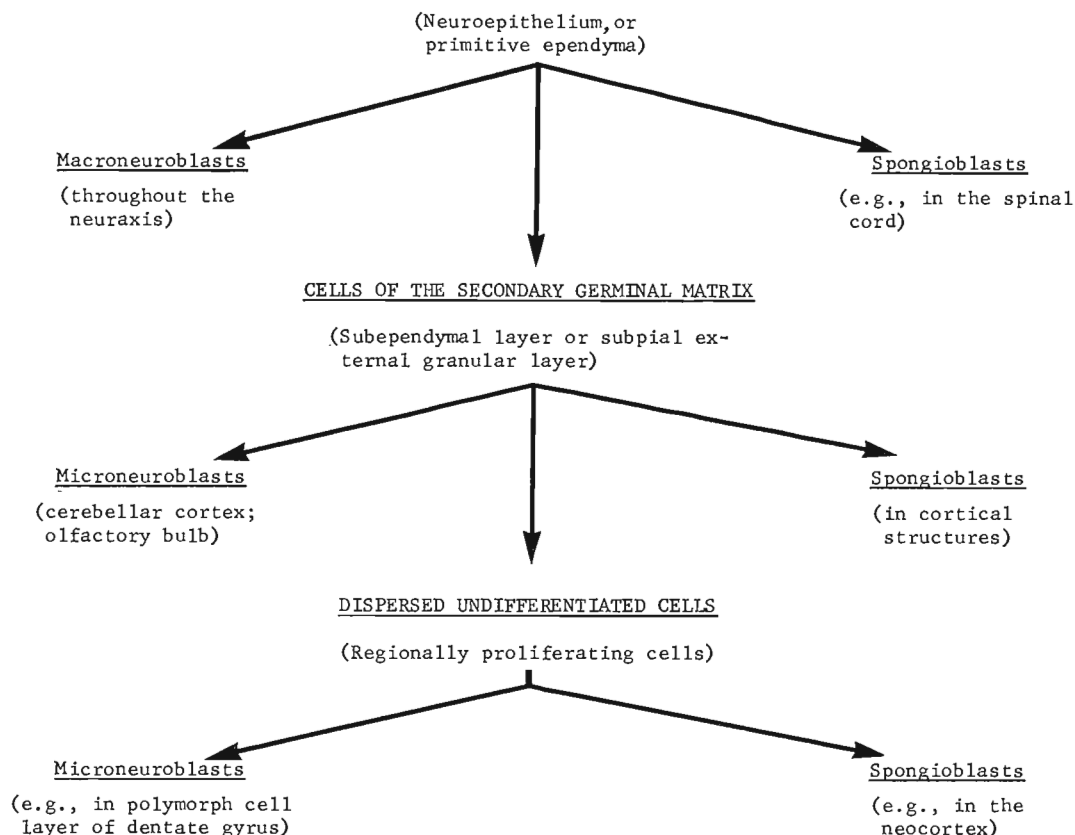 (Neuroepithelium,or
primitive ependyma)
Macroneuroblasts
(throughout the
neuraxis)
Spongioblasts
(e.g., in the spinal
cord)
CELLS OF THE SECONDARY GERMINAL MATRIX
(Subependymal layer or subpial ex-
ternal granular layer)
Microneuroblasts
(cerebellar cortex;
olfactory bulb)
Spongioblasts
(in cortical
structures)
DISPERSED UNDIFFERENTIATED CELLS
(Regionally proliferating cells)
Microneuroblasts
(e.g., in polymorph cell
layer of dentate gyrus)
Spongioblasts
(e.g., in the
neocortex)